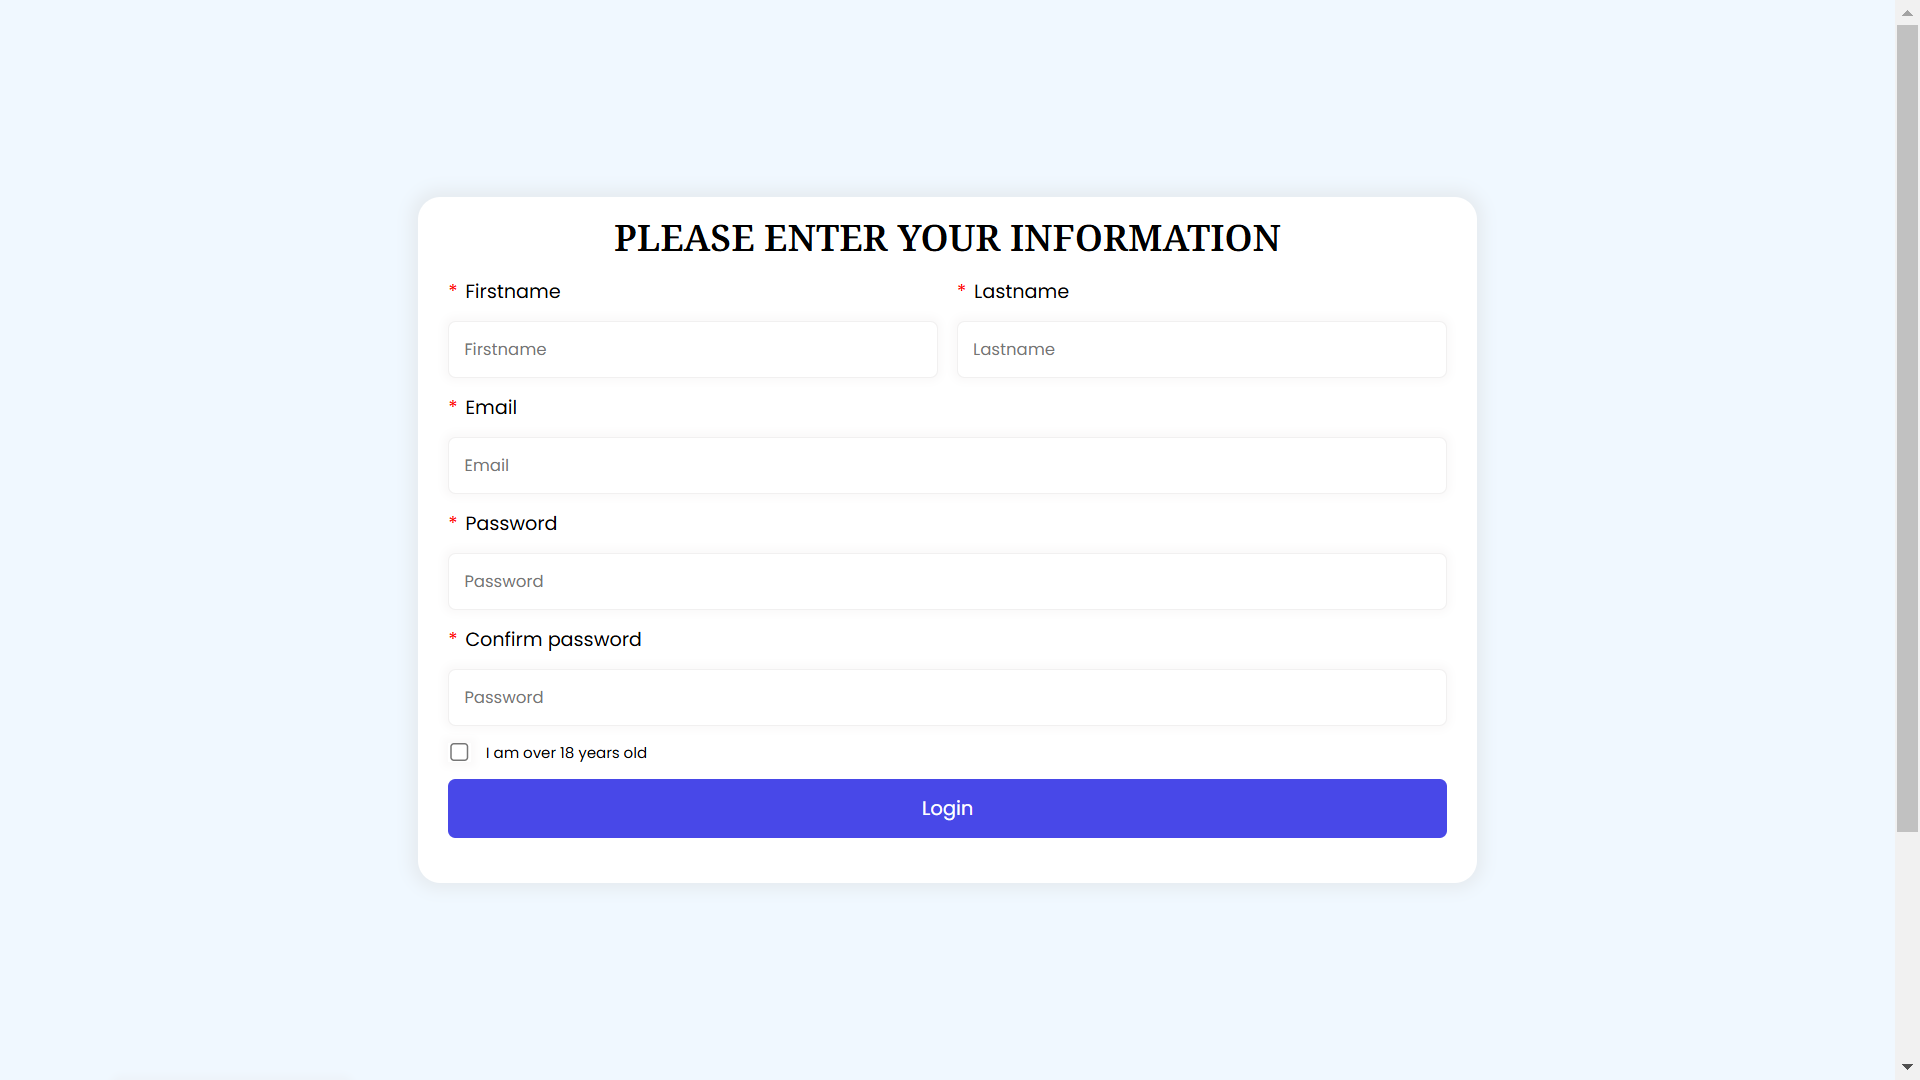 PLEASE ENTER YOUR INFORMATION
* Firstname
* Lastname
Firstname
Lastname
* Email
Email
* Password
Password
* Confirm password
Password
I am over 18 years old
Login